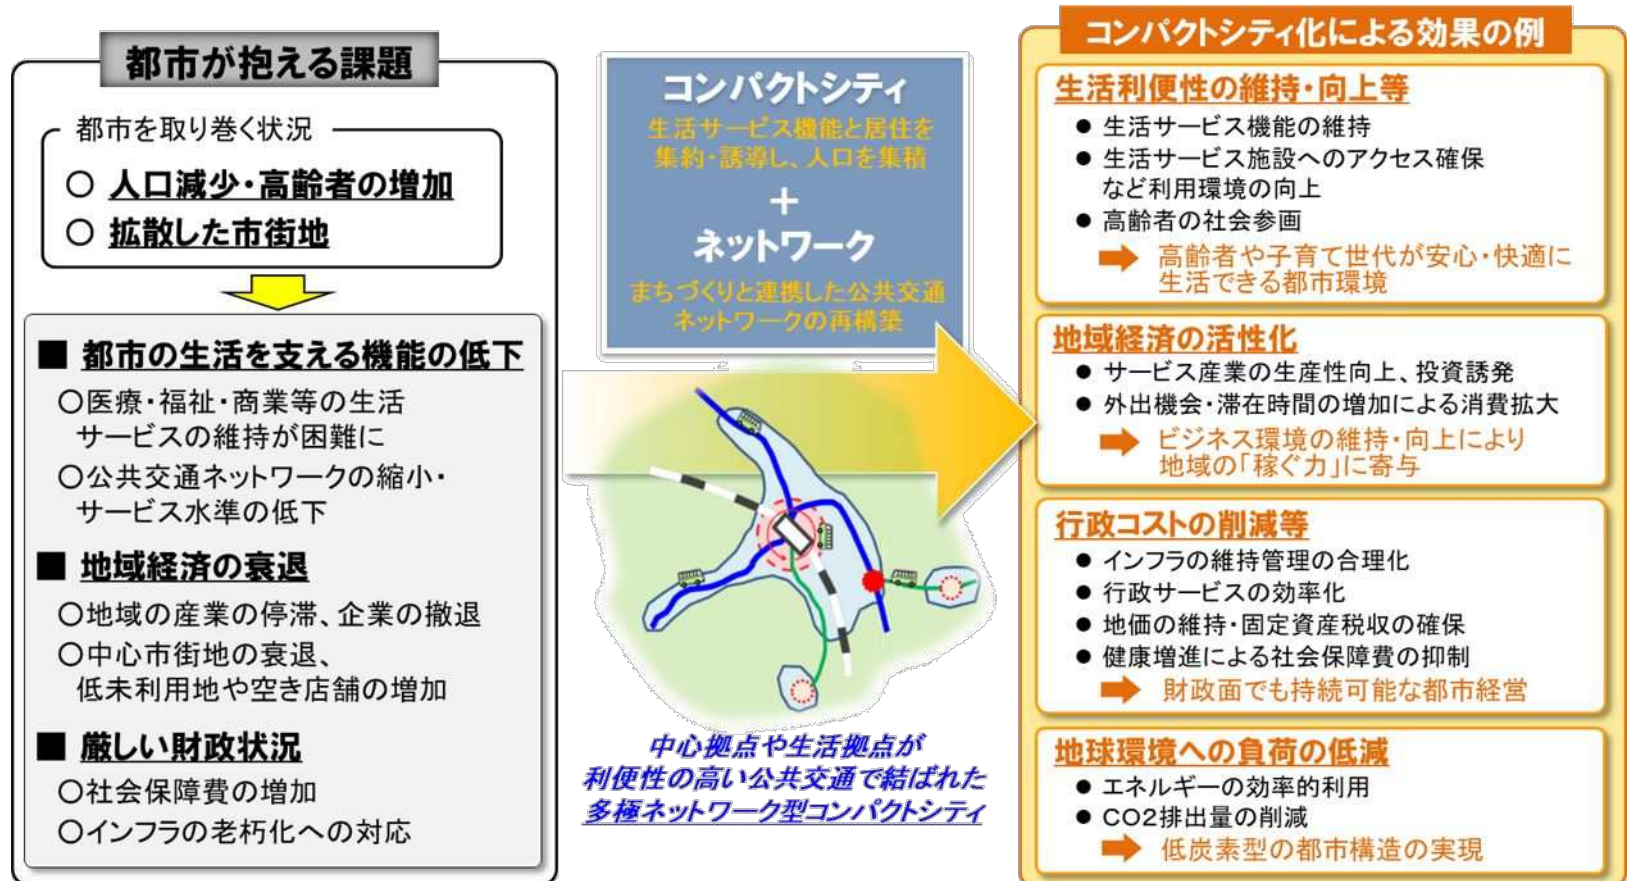 都市が抱える課題
都市を取り巻く状況
○ 人口減少・高齢者の増加
○ 拡散した市街地
■ 都市の生活を支える機能の低下
○医療・福祉・商業等の生活
サービスの維持が困難に
○公共交通ネットワークの縮小・
サービス水準の低下
■ 地域経済の衰退
○地域の産業の停滞、企業の撤退
○中心市街地の衰退、
低未利用地や空き店舗の増加
■ 厳しい財政状況
○社会保障費の増加
○インフラの老朽化への対応
コンパクトシティ
生活サービス機能と居住を
集約・誘導し、人口を集積
＋
ネットワーク
まちづくりと連携した公共交通
ネットワークの再構築
中心拠点や生活拠点が
利便性の高い公共交通で結ばれた
多極ネットワーク型コンパクトシティ
コンパクトシティ化による効果の例
生活利便性の維持・向上等
● 生活サービス機能の維持
● 生活サービス施設へのアクセス確保
など利用環境の向上
● 高齢者の社会参画
高齢者や子育て世代が安心・快適に
生活できる都市環境
地域経済の活性化
● サービス産業の生産性向上、投資誘発
● 外出機会・滞在時間の増加による消費拡大
ビジネス環境の維持・向上により
地域の「稼ぐ力」に寄与
行政コストの削減等
● インフラの維持管理の合理化
● 行政サービスの効率化
● 地価の維持・固定資産税収の確保
● 健康増進による社会保障費の抑制
財政面でも持続可能な都市経営
地球環境への負荷の低減
● エネルギーの効率的利用
● CO2排出量の削減
低炭素型の都市構造の実現